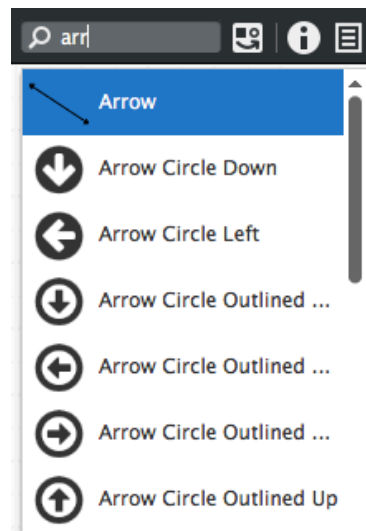 arr
Arrow
Arrow Circle Down
Arrow Circle Left
Arrow Circle Outlined ...
Arrow Circle Outlined ...
Arrow Circle Outlined ...
Arrow Circle Outlined Up